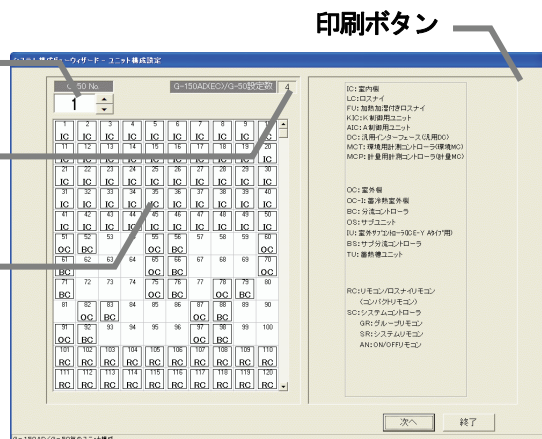 印刷ボタン
システム構成ビューウィザード - ユニット構成設定
G-50 No.
G-150AD(EC)/G-50設定数 4
1
1 2 3 4 5 6 7 8 9 10
IC IC IC IC IC IC IC IC IC IC
11 12 13 14 15 16 17 18 19 20
IC IC IC IC IC IC IC IC IC IC
21 22 23 24 25 26 27 28 29 30
IC IC IC IC IC IC IC IC IC IC
31 32 33 34 35 36 37 38 39 40
IC IC IC IC IC IC IC IC IC IC
41 42 43 44 45 46 47 48 49 50
IC IC IC IC IC IC IC IC IC IC
51 52 53 54 55 56 57 58 59 60
OC BC OC BC OC
61 62 63 64 65 66 67 68 69 70
BC OC BC OC
71 72 73 74 75 76 77 78 79 80
BC OC BC OC BC
81 82 83 84 85 86 87 88 89 90
OC BC OC BC
91 92 93 94 95 96 97 98 99 100
OC BC OC BC
101 102 103 104 105 106 107 108 109 110
RC RC RC RC RC RC RC RC RC RC
111 112 113 114 115 116 117 118 119 120
RC RC RC RC RC RC RC RC RC RC
IC:室内機
LC:ロスナイ
FU:加熱加湿付きロスナイ
KIC:K制御用ユニット
AIC:A制御用ユニット
DC:汎用インターフェース(汎用DC)
MCT:環境用計測コントローラ(環境MC)
MCP:計量用計測コントローラ(計量MC)
OC:室外機
OC-I:蓄冷熱室外機
BC:分流コントローラ
OS:サブユニット
BS:サブ分流コントローラ
TU:蓄熱槽ユニット
RC:リモコン/ロスナイリモコン
(コンパクトリモコン)
SC:システムコントローラ
GR:グループリモコン
SR:システムリモコン
AN:ON/OFFリモコン
次へ 終了